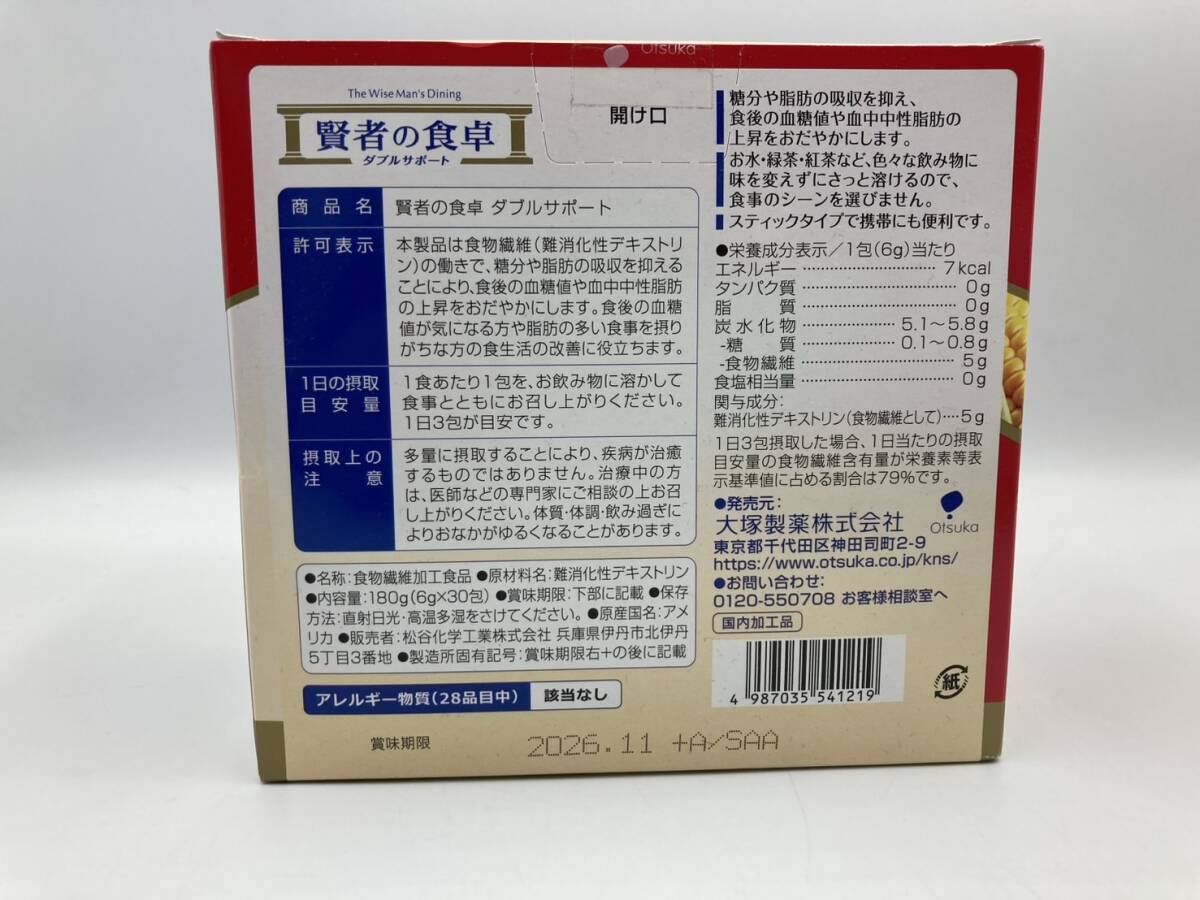 Otsuka
The Wise Man's Dining
賢者の食卓
ダブルサポート
開け口
商品名 賢者の食卓 ダブルサポート
許可表示 本製品は食物繊維(難消化性デキストリ
ン)の働きで、糖分や脂肪の吸収を抑える
ことにより、食後の血糖値や血中中性脂肪
の上昇をおだやかにします。食後の血糖
値が気になる方や脂肪の多い食事を摂り
がちな方の食生活の改善に役立ちます。
1日の摂取
目安量
1食あたり1包を、お飲み物に溶かして
食事とともにお召し上がりください。
1日3包が目安です。
摂取上の
注意
多量に摂取することにより、疾病が治癒
するものではありません。治療中の方
は、医師などの専門家にご相談の上お召
し上がりください。体質・体調・飲み過ぎに
よりおなかがゆるくなることがあります。
●名称:食物繊維加工食品 ●原材料名:難消化性デキストリン
●内容量:180g(6g×30包) ●賞味期限:下部に記載 ●保存
方法:直射日光・高温多湿をさけてください。 ●原産国名:アメ
リカ ●販売者:松谷化学工業株式会社 兵庫県伊丹市北伊丹
5丁目3番地 ●製造所固有記号:賞味期限右+の後に記載
アレルギー物質(28品目中) 該当なし
糖分や脂肪の吸収を抑え、
食後の血糖値や血中中性脂肪の
上昇をおだやかにします。
お水・緑茶・紅茶など、色々な飲み物に
味を変えずにさっと溶けるので、
食事のシーンを選びません。
スティックタイプで携帯にも便利です。
●栄養成分表示/1包(6g)当たり
エネルギー 7kcal
タンパク質 0g
脂質 0g
炭水化物 5.1~5.8g
-糖質 0.1~0.8g
-食物繊維 5g
食塩相当量 0g
関与成分:
難消化性デキストリン(食物繊維として)…5g
1日3包摂取した場合、1日当たりの摂取
目安量の食物繊維含有量が栄養素等表
示基準値に占める割合は79%です。
●発売元:
大塚製薬株式会社 Otsuka
東京都千代田区神田司町2-9
https://www.otsuka.co.jp/kns/
●お問い合わせ:
0120-550708 お客様相談室へ
国内加工品
4 987035 541219
紙
賞味期限 2026.11 +A/SAA